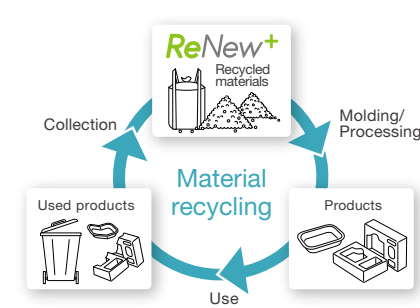 ReNew+
Recycled
materials
Collection
Molding/
Processing
Material
recycling
Used products
Products
Use